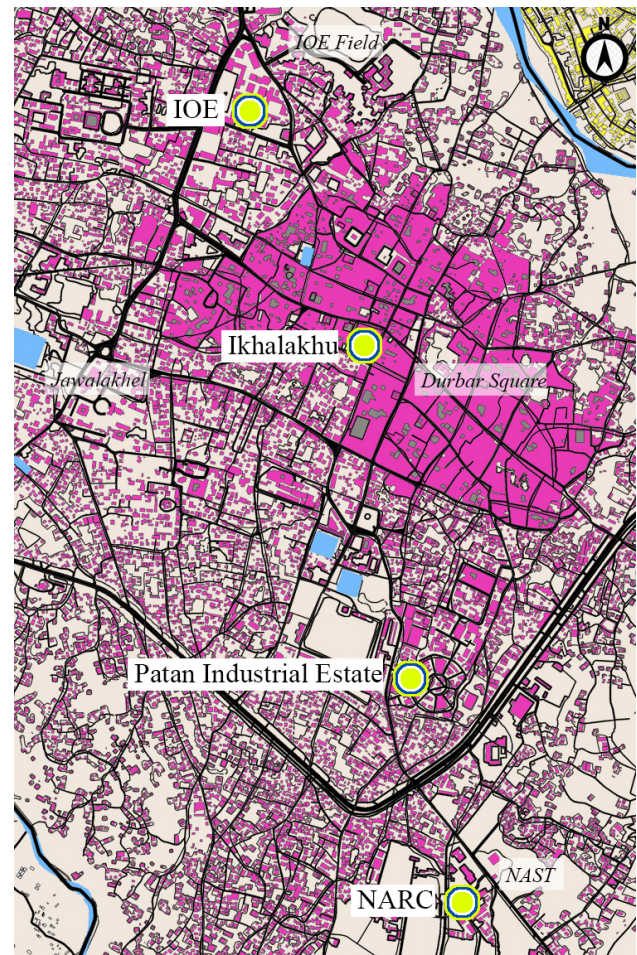 N
IOE Field
IOE
Ikhalakhu
Jawalakhel
Durbar Square
Patan Industrial Estate
NAST
NARC